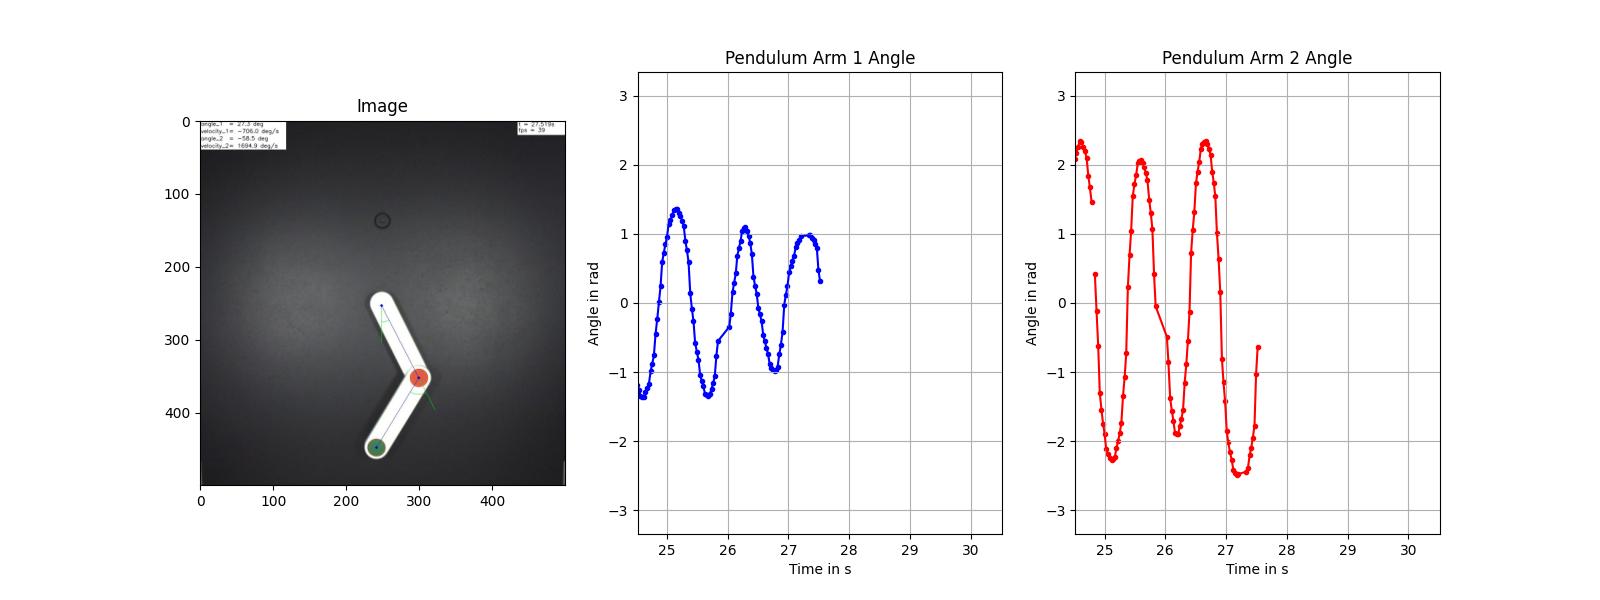 Image
Pendulum Arm 1 Angle
Pendulum Arm 2 Angle
angle_1 = 27.3 deg
velocity_1= -706.0 deg/s
angle_2 = -58.5 deg
velocity_2= 1694.9 deg/s
t = 27.519s
fps = 39
0
100
200
300
400
0
100
200
300
400
Angle in rad
3
2
1
0
−1
−2
−3
25
26
27
28
29
30
Time in s
Angle in rad
3
2
1
0
−1
−2
−3
25
26
27
28
29
30
Time in s